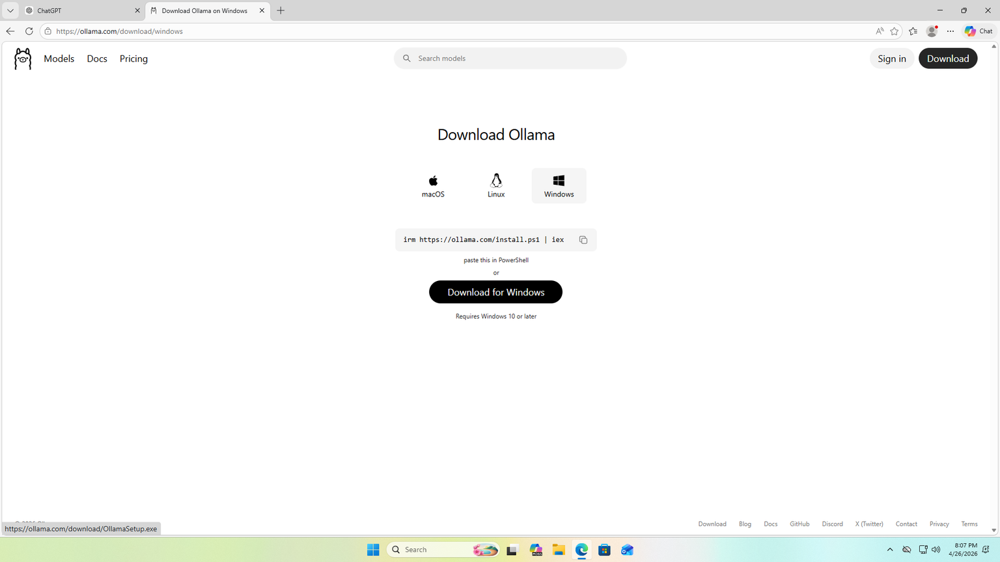 ChatGPT
Download Ollama on Windows
https://ollama.com/download/windows
Chat
Models Docs Pricing
Search models
Sign in
Download
Download Ollama
macOS
Linux
Windows
irm https://ollama.com/install.ps1 | iex
paste this in PowerShell
or
Download for Windows
Requires Windows 10 or later
https://ollama.com/download/OllamaSetup.exe
Download Blog Docs GitHub Discord X (Twitter) Contact Privacy Terms
Search
M365
8:07 PM
4/26/2026